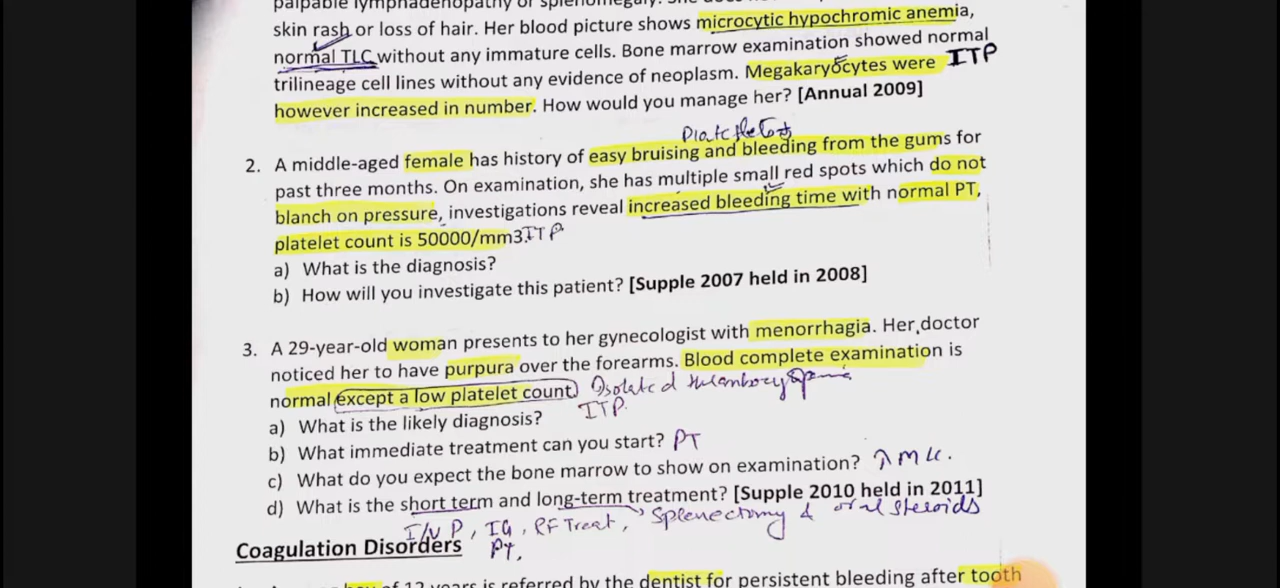 palpable lymphadenopathy or splenomegaly.
skin rash or loss of hair. Her blood picture shows microcytic hypochromic anemia,
normal TLC without any immature cells. Bone marrow examination showed normal
trilineage cell lines without any evidence of neoplasm. Megakaryocytes were ITP
however increased in number. How would you manage her? [Annual 2009]
Platelets
2. A middle-aged female has history of easy bruising and bleeding from the gums for
past three months. On examination, she has multiple small red spots which do not
blanch on pressure, investigations reveal increased bleeding time with normal PT,
platelet count is 50000/mm3. ITP
a) What is the diagnosis?
b) How will you investigate this patient? [Supple 2007 held in 2008]
3. A 29-year-old woman presents to her gynecologist with menorrhagia. Her doctor
noticed her to have purpura over the forearms. Blood complete examination is
normal except a low platelet count. Isolated
a) What is the likely diagnosis? ITP.
b) What immediate treatment can you start? PT
c) What do you expect the bone marrow to show on examination? ↑ MK.
d) What is the short term and long-term treatment? [Supple 2010 held in 2011]
I/V P, IG, RF Treat, Splenectomy & oral steroids
Coagulation Disorders PT,
of 12 years is referred by the dentist for persistent bleeding after tooth